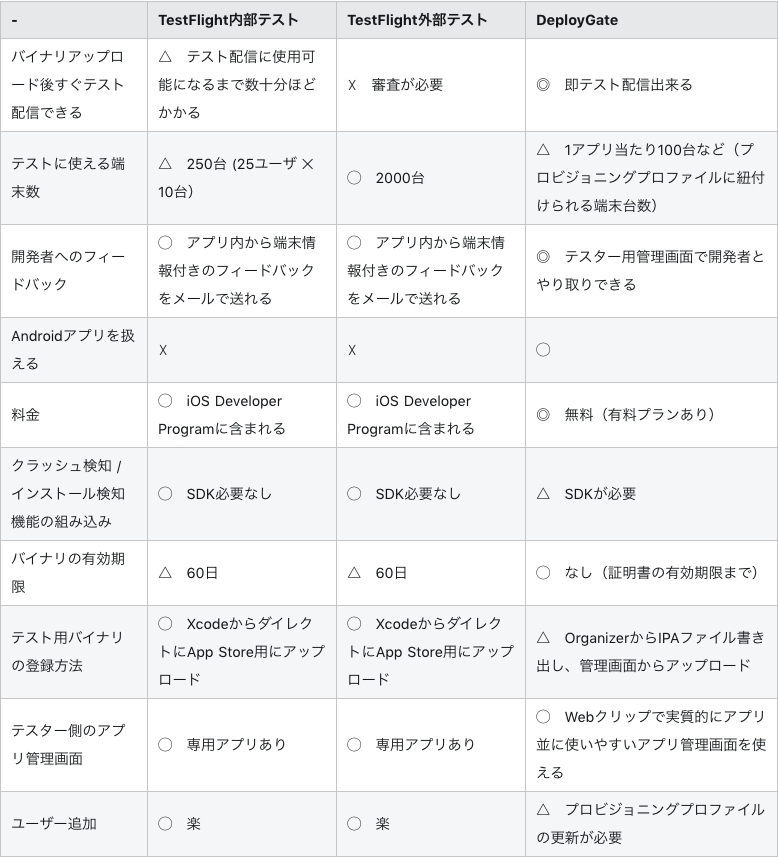 -
TestFlight内部テスト
TestFlight外部テスト
DeployGate
バイナリアップロ
ード後すぐテスト
配信できる
△　テスト配信に使用可
能になるまで数十分ほど
かかる
☓　審査が必要
◎　即テスト配信出来る
テストに使える端
末数
△　250台 (25ユーザ ×
10台）
◯　2000台
△　1アプリ当たり100台など（プ
ロビジョニングプロファイルに紐付
けられる端末台数）
開発者へのフィー
ドバック
◯　アプリ内から端末情
報付きのフィードバック
をメールで送れる
◯　アプリ内から端末情
報付きのフィードバック
をメールで送れる
◎　テスター用管理画面で開発者と
やり取りできる
Androidアプリを扱
える
☓
☓
◯
料金
◯　iOS Developer
Programに含まれる
◯　iOS Developer
Programに含まれる
◎　無料（有料プランあり）
クラッシュ検知 /
インストール検知
機能の組み込み
◯　SDK必要なし
◯　SDK必要なし
△　SDKが必要
バイナリの有効期
限
△　60日
△　60日
◯　なし（証明書の有効期限まで）
テスト用バイナリ
の登録方法
◯　Xcodeからダイレク
トにApp Store用にアップ
ロード
◯　Xcodeからダイレク
トにApp Store用にアップ
ロード
△　OrganizerからIPAファイル書き
出し、管理画面からアップロード
テスター側のアプ
リ管理画面
◯　専用アプリあり
◯　専用アプリあり
◯　Webクリップで実質的にアプリ
並に使いやすいアプリ管理画面を使
える
ユーザー追加
◯　楽
◯　楽
△　プロビジョニングプロファイル
の更新が必要